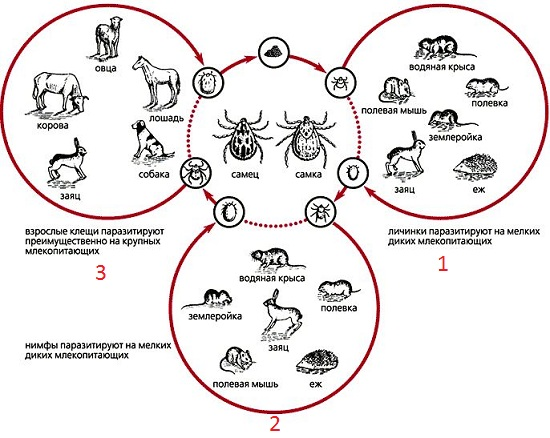 овца
корова
лошадь
собака
заяц
взрослые клещи паразитируют
преимущественно на крупных
млекопитающих
3
самец
самка
водяная крыса
полевая мышь
полевка
землеройка
заяц
еж
личинки паразитируют на мелких
диких млекопитающих
1
водяная крыса
землеройка
полевка
заяц
полевая мышь
еж
нимфы паразитируют на мелких
диких млекопитающих
2